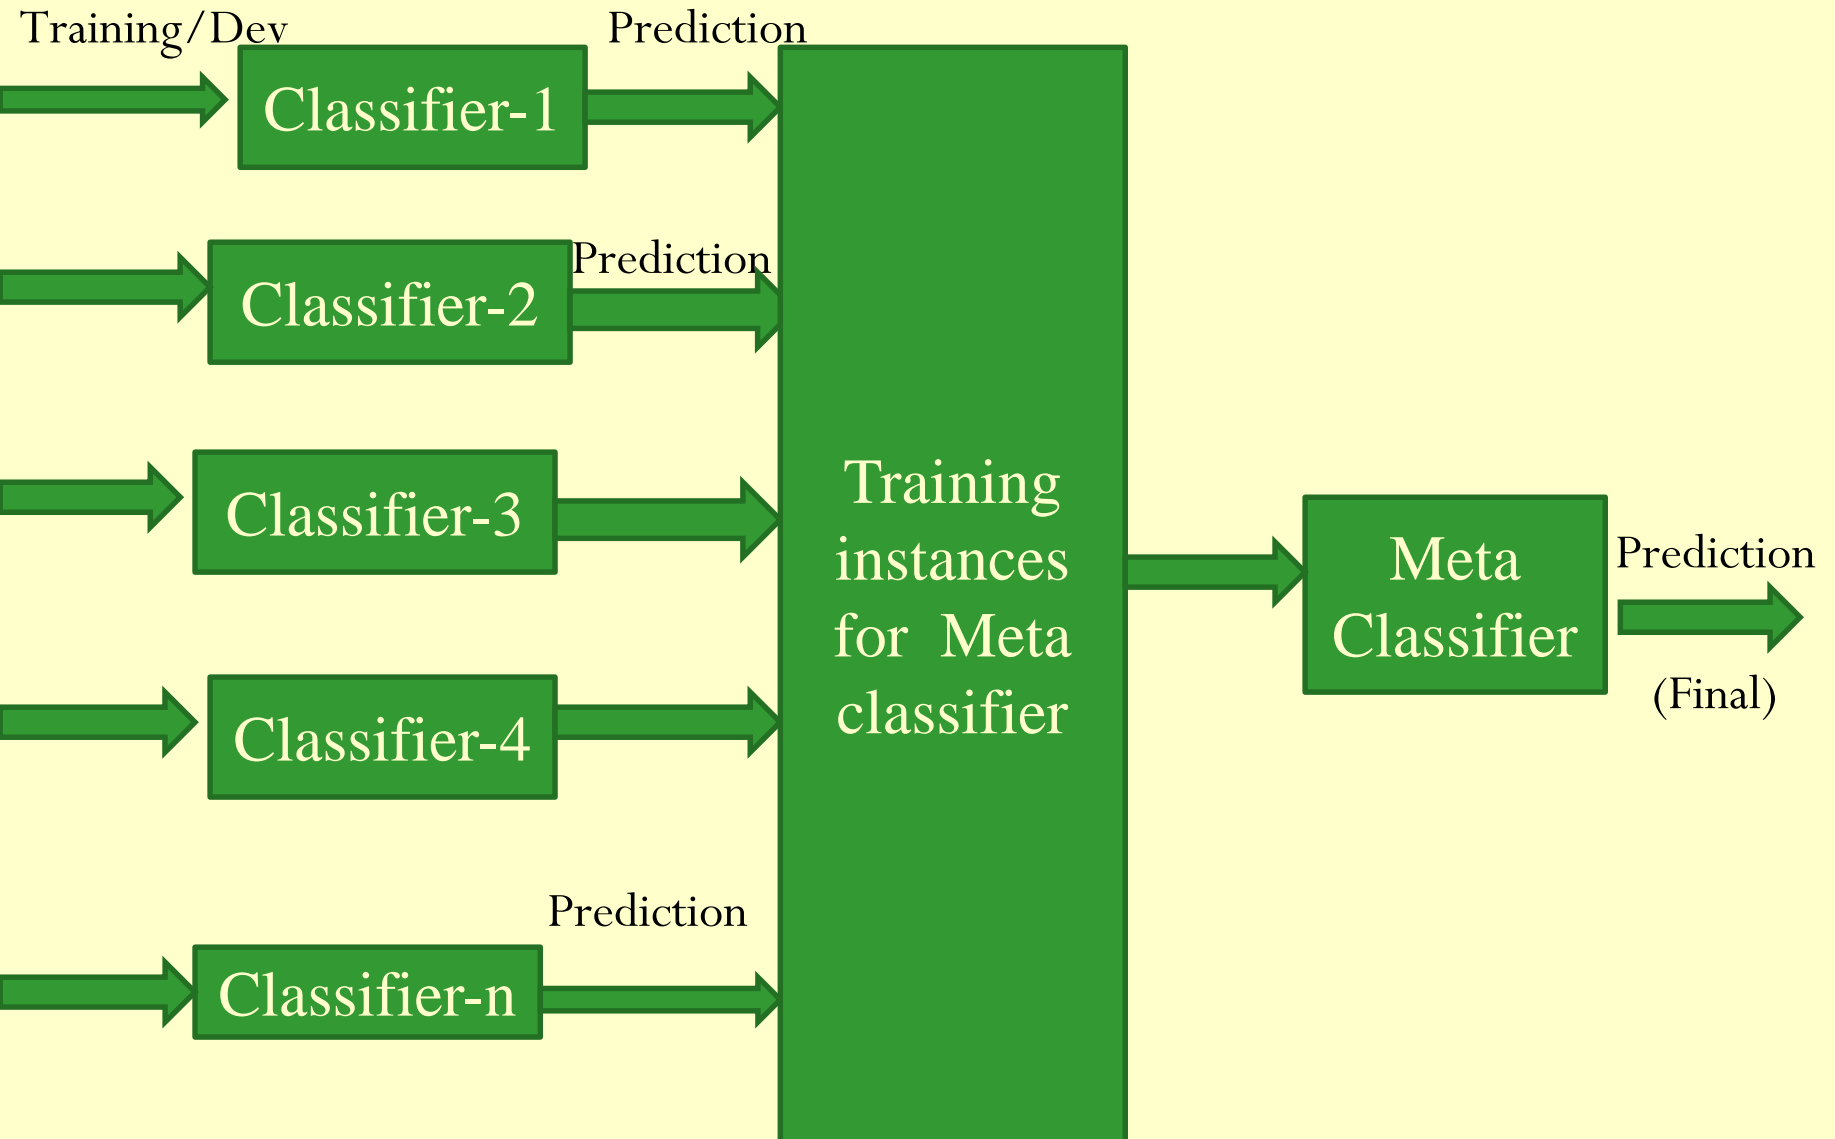 Training/Dev
Prediction
Classifier-1
Prediction
Classifier-2
Classifier-3
Classifier-4
Prediction
Classifier-n
Training
instances
for Meta
classifier
Meta
Classifier
Prediction
(Final)